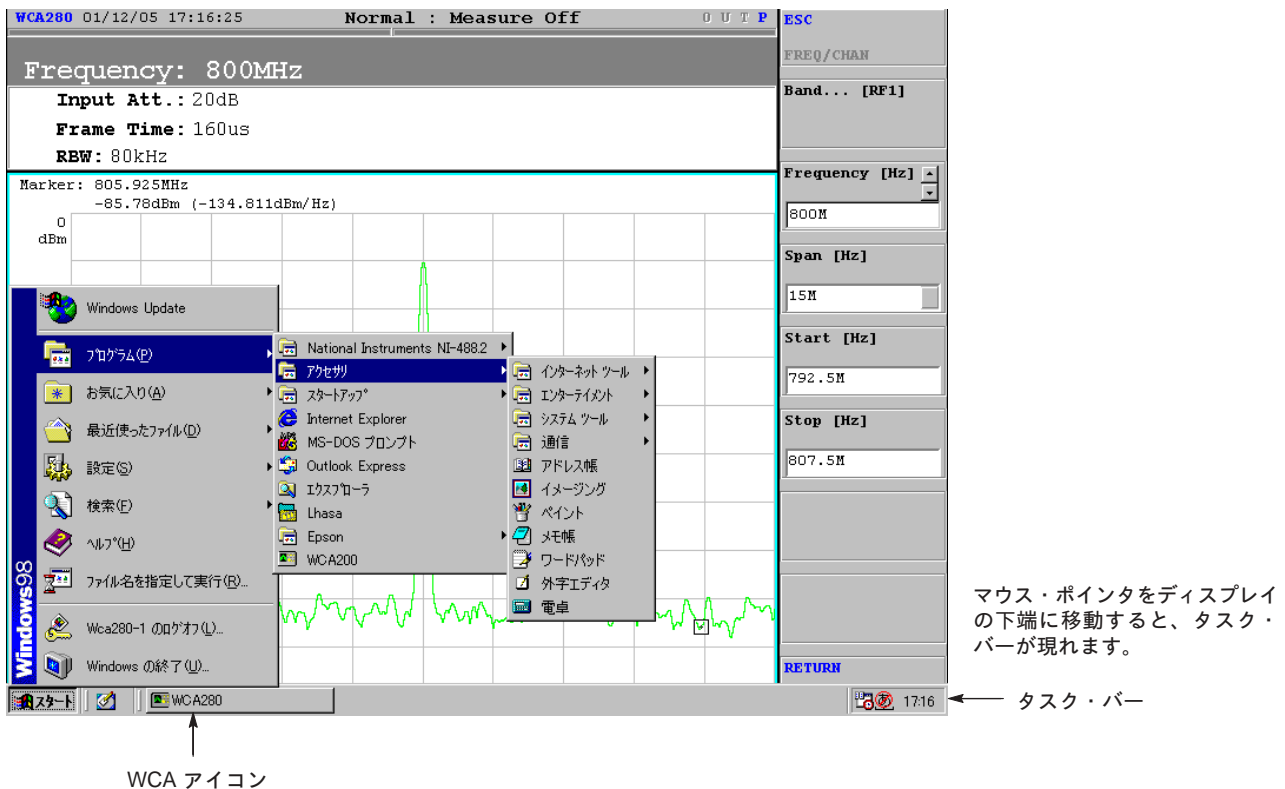 WCA280 01/12/05 17:16:25 Normal : Measure Off O U T P
Frequency: 800MHz
Input Att.: 20dB
Frame Time: 160us
RBW: 80kHz
Marker: 805.925MHz
-85.78dBm (-134.811dBm/Hz)
0
dBm
ESC
FREQ/CHAN
Band... [RF1]
Frequency [Hz]
800M
Span [Hz]
15M
Start [Hz]
792.5M
Stop [Hz]
807.5M
RETURN
Windows98
Windows Update
プログラム(P)
お気に入り(A)
最近使ったファイル(D)
設定(S)
検索(F)
ヘルプ(H)
ファイル名を指定して実行(R)...
Wca280-1 のログオフ(L)...
Windows の終了(U)...
National Instruments NI-488.2
アクセサリ
スタートアップ
Internet Explorer
MS-DOS プロンプト
Outlook Express
エクスプローラ
Lhasa
Epson
WCA200
インターネット ツール
エンターテイメント
システム ツール
通信
アドレス帳
イメージング
ペイント
メモ帳
ワードパッド
外字エディタ
電卓
スタート
WCA280
あ 17:16
マウス・ポインタをディスプレイ
の下端に移動すると、タスク・
バーが現れます。
タスク・バー
WCA アイコン